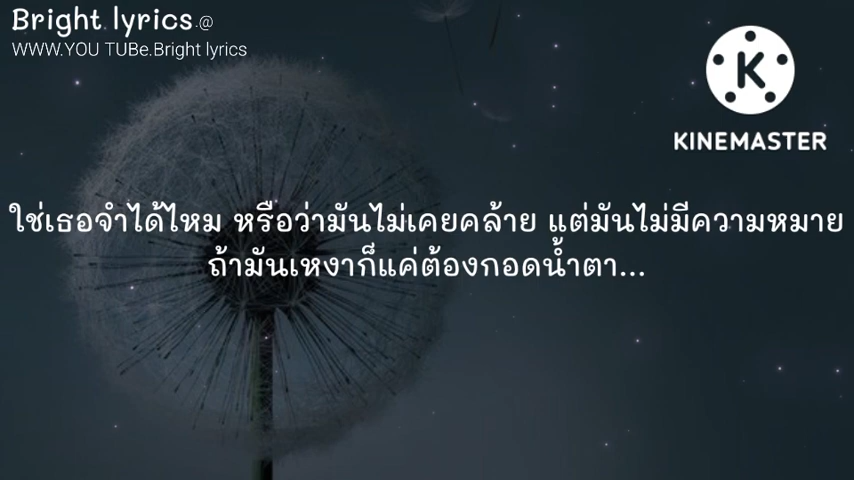 Bright lyrics.@
WWW.YOU TUBe.Bright lyrics
K
KINEMASTER
ใช่เธอจำได้ไหม หรือว่ามันไม่เคยคล้าย แต่มันไม่มีความหมาย
ถ้ามันเหงาก็แค่ต้องกอดน้ำตา...